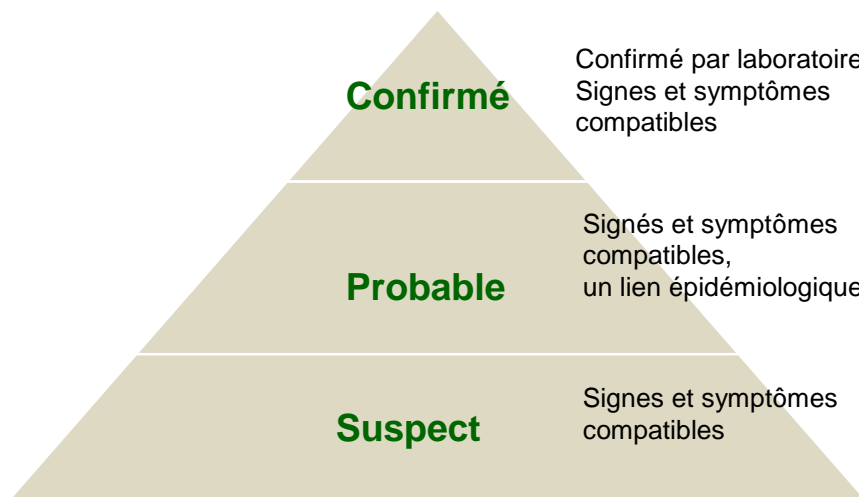 Confirmé
Confirmé par laboratoire
Signes et symptômes
compatibles
Probable
Signés et symptômes
compatibles,
un lien épidémiologique
Suspect
Signes et symptômes
compatibles